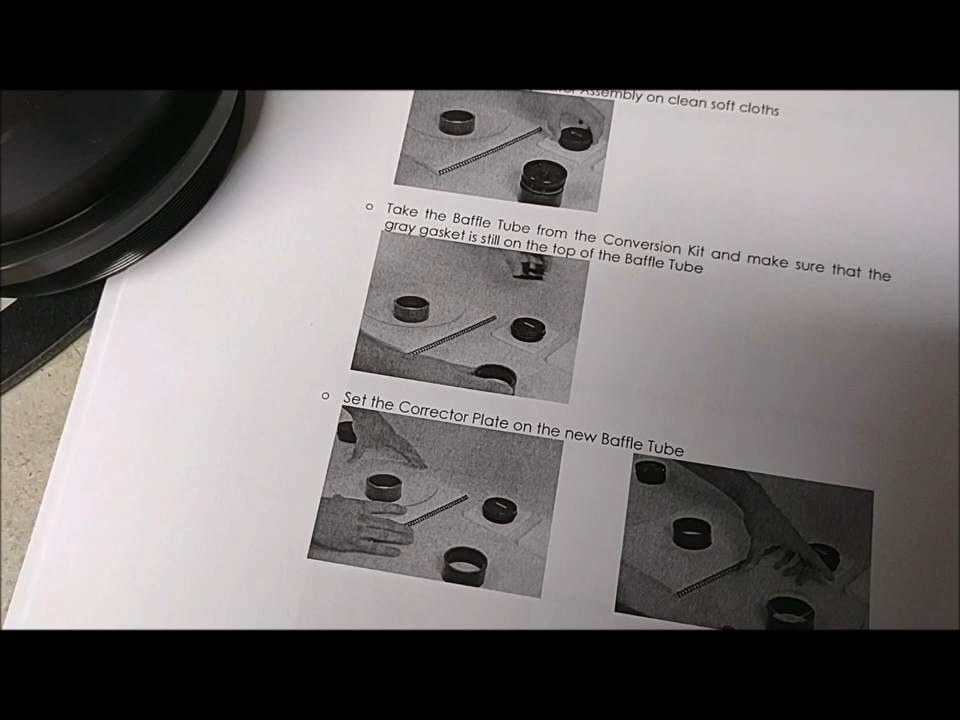 Assembly on clean soft cloths
o Take the Baffle Tube from the Conversion Kit and make sure that the
gray gasket is still on the top of the Baffle Tube
o Set the Corrector Plate on the new Baffle Tube